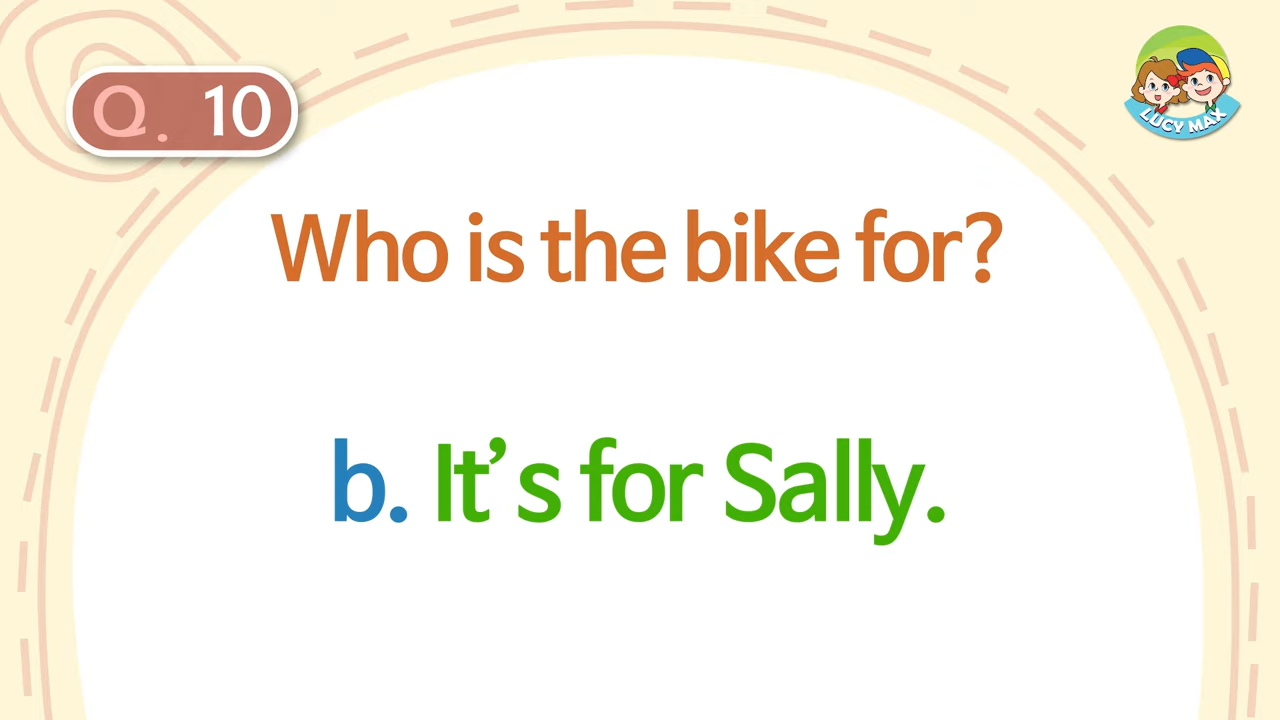 Q. 10
LUCY MAX
Who is the bike for?
b. It's for Sally.